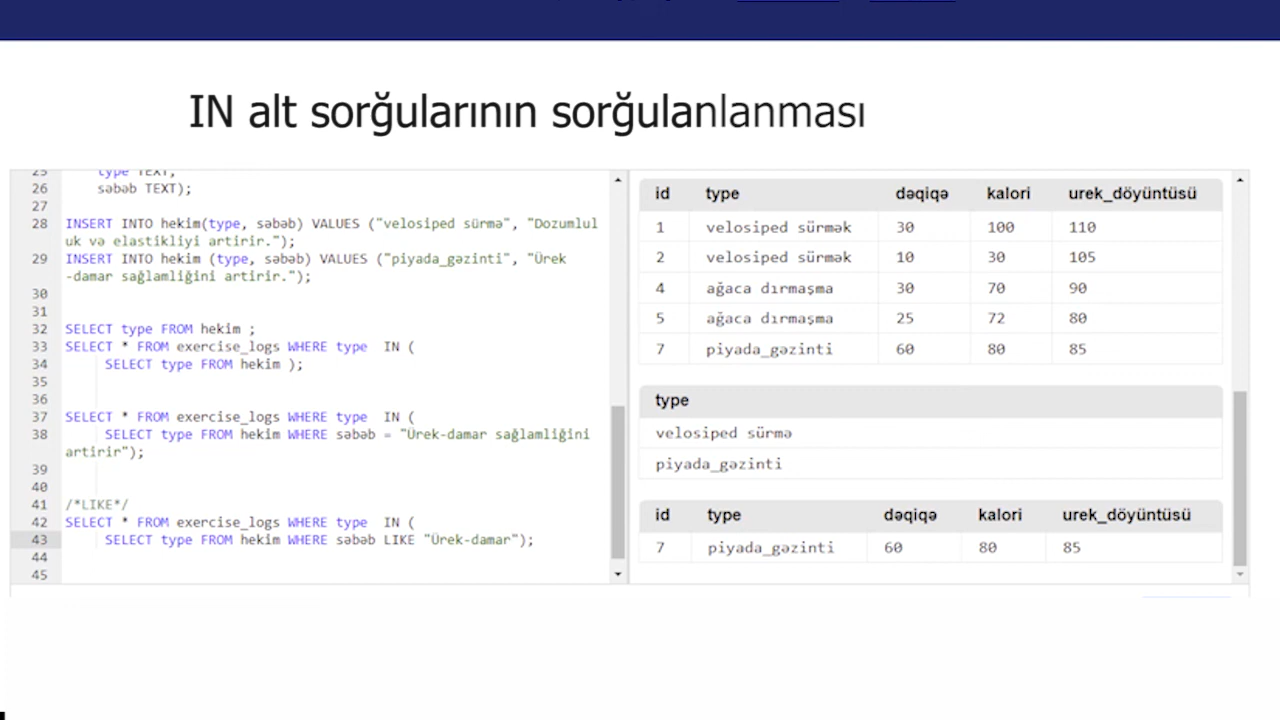 IN alt sorğularının sorğulanlanması
25 type TEXT,
26 səbəb TEXT);
27
28 INSERT INTO hekim(type, səbəb) VALUES ("velosiped sürmə", "Dozumlul
uk və elastikliyi artirir.");
29 INSERT INTO hekim (type, səbəb) VALUES ("piyada_gəzinti", "Ürek
-damar sağlamliğini artirir.");
30
31
32 SELECT type FROM hekim ;
33 SELECT * FROM exercise_logs WHERE type IN (
34 SELECT type FROM hekim );
35
36
37 SELECT * FROM exercise_logs WHERE type IN (
38 SELECT type FROM hekim WHERE səbəb = "Ürek-damar sağlamliğini
artirir");
39
40
41 /*LIKE*/
42 SELECT * FROM exercise_logs WHERE type IN (
43 SELECT type FROM hekim WHERE səbəb LIKE "Ürek-damar");
44
45
id type dəqiqə kalori urek_döyüntüsü
1 velosiped sürmək 30 100 110
2 velosiped sürmək 10 30 105
4 ağaca dırmaşma 30 70 90
5 ağaca dırmaşma 25 72 80
7 piyada_gəzinti 60 80 85
type
velosiped sürmə
piyada_gəzinti
id type dəqiqə kalori urek_döyüntüsü
7 piyada_gəzinti 60 80 85